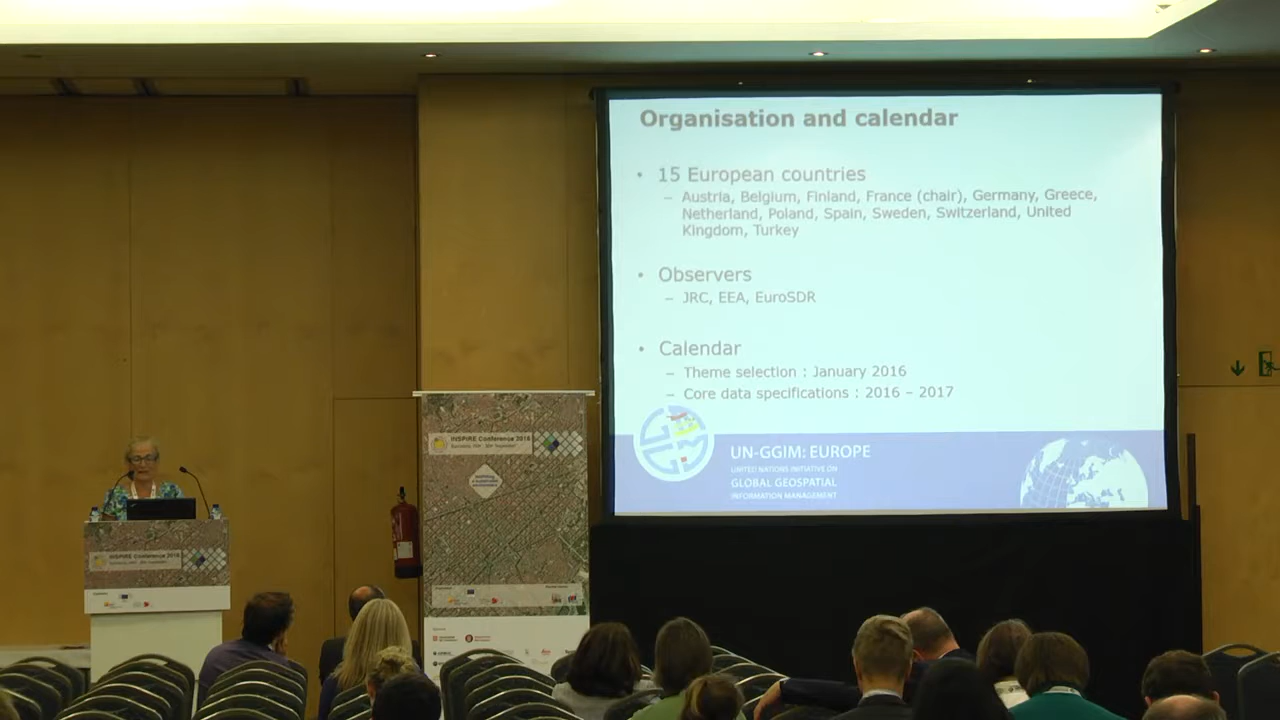 Organisation and calendar
• 15 European countries
– Austria, Belgium, Finland, France (chair), Germany, Greece,
Netherland, Poland, Spain, Sweden, Switzerland, United
Kingdom, Turkey
• Observers
– JRC, EEA, EuroSDR
• Calendar
– Theme selection : January 2016
– Core data specifications : 2016 – 2017
UN-GGIM: EUROPE
UNITED NATIONS INITIATIVE ON
GLOBAL GEOSPATIAL
INFORMATION MANAGEMENT
INSPIRE Conference 2016
INSPIRE Conference 2016